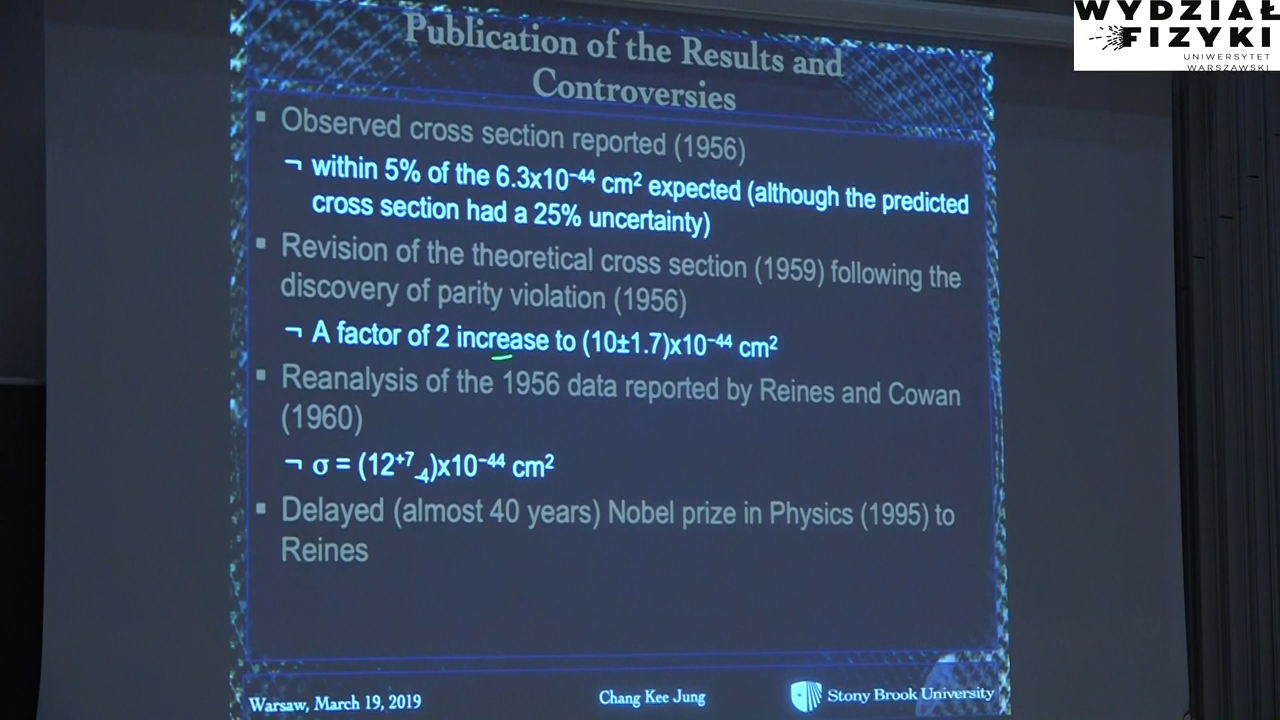 WYDZIAŁ
FIZYKI
UNIWERSYTET
WARSZAWSKI
Publication of the Results and
Controversies
▪ Observed cross section reported (1956)
¬ within 5% of the 6.3x10⁻⁴⁴ cm² expected (although the predicted
cross section had a 25% uncertainty)
▪ Revision of the theoretical cross section (1959) following the
discovery of parity violation (1956)
¬ A factor of 2 increase to (10±1.7)x10⁻⁴⁴ cm²
▪ Reanalysis of the 1956 data reported by Reines and Cowan
(1960)
¬ σ = (12⁺⁷₋₄)x10⁻⁴⁴ cm²
▪ Delayed (almost 40 years) Nobel prize in Physics (1995) to
Reines
Warsaw, March 19, 2019 Chang Kee Jung Stony Brook University